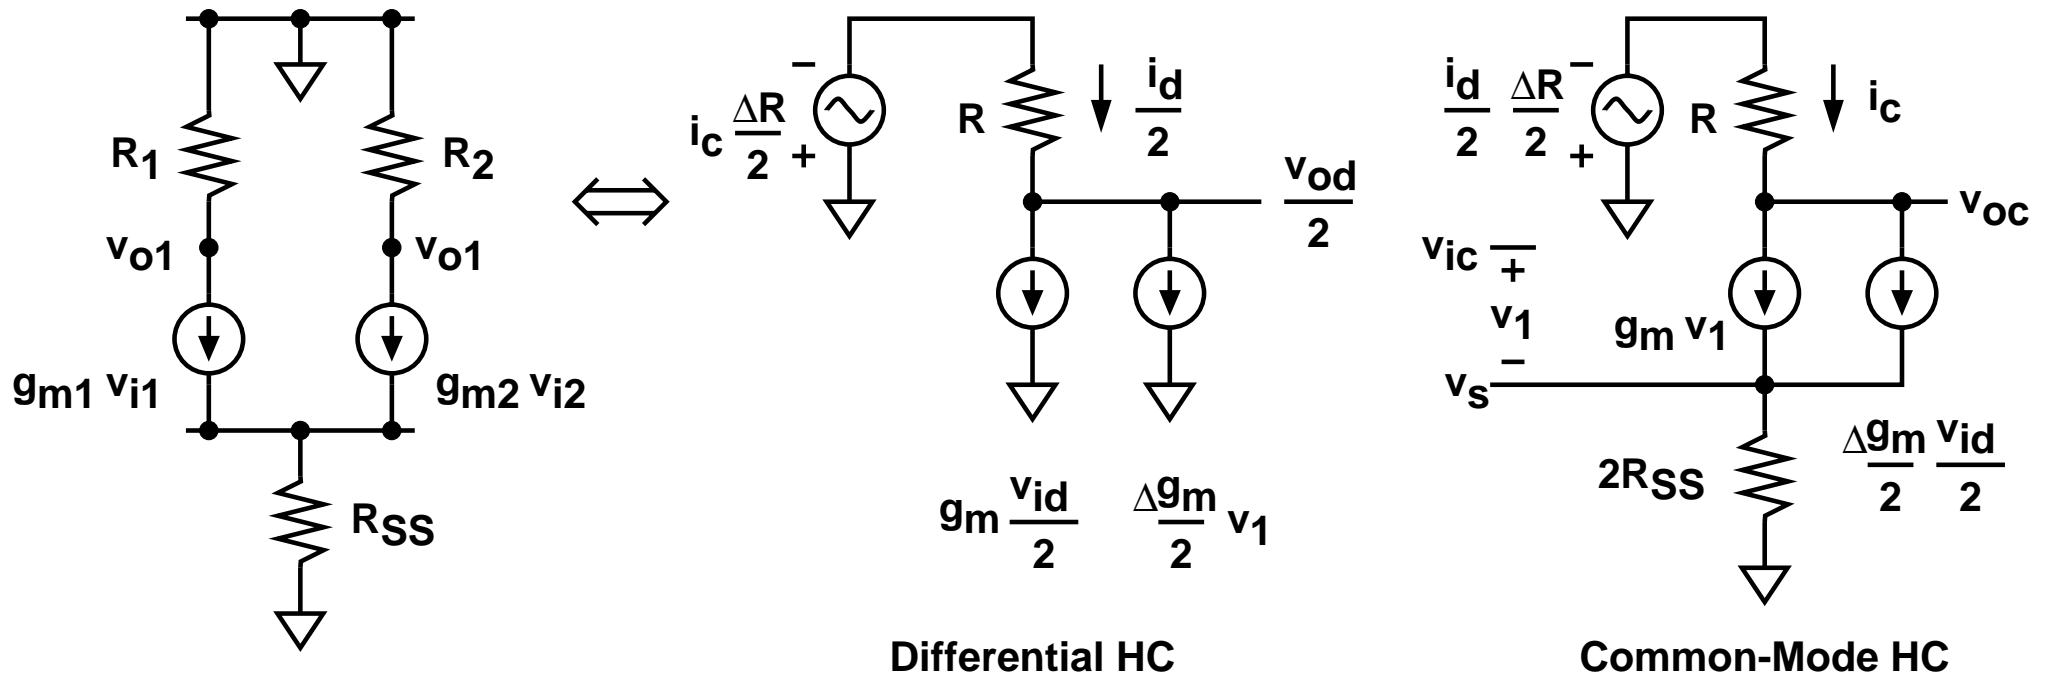 R1
R2
vo1
vo1
gm1 vi1
gm2 vi2
RSS
ic ΔR/2
−
+
R
id/2
vod/2
gm vid/2
Δgm/2 v1
Differential HC
id/2 ΔR/2
−
+
R
ic
voc
vic
+
v1
−
gm v1
vs
2RSS
Δgm/2 vid/2
Common-Mode HC